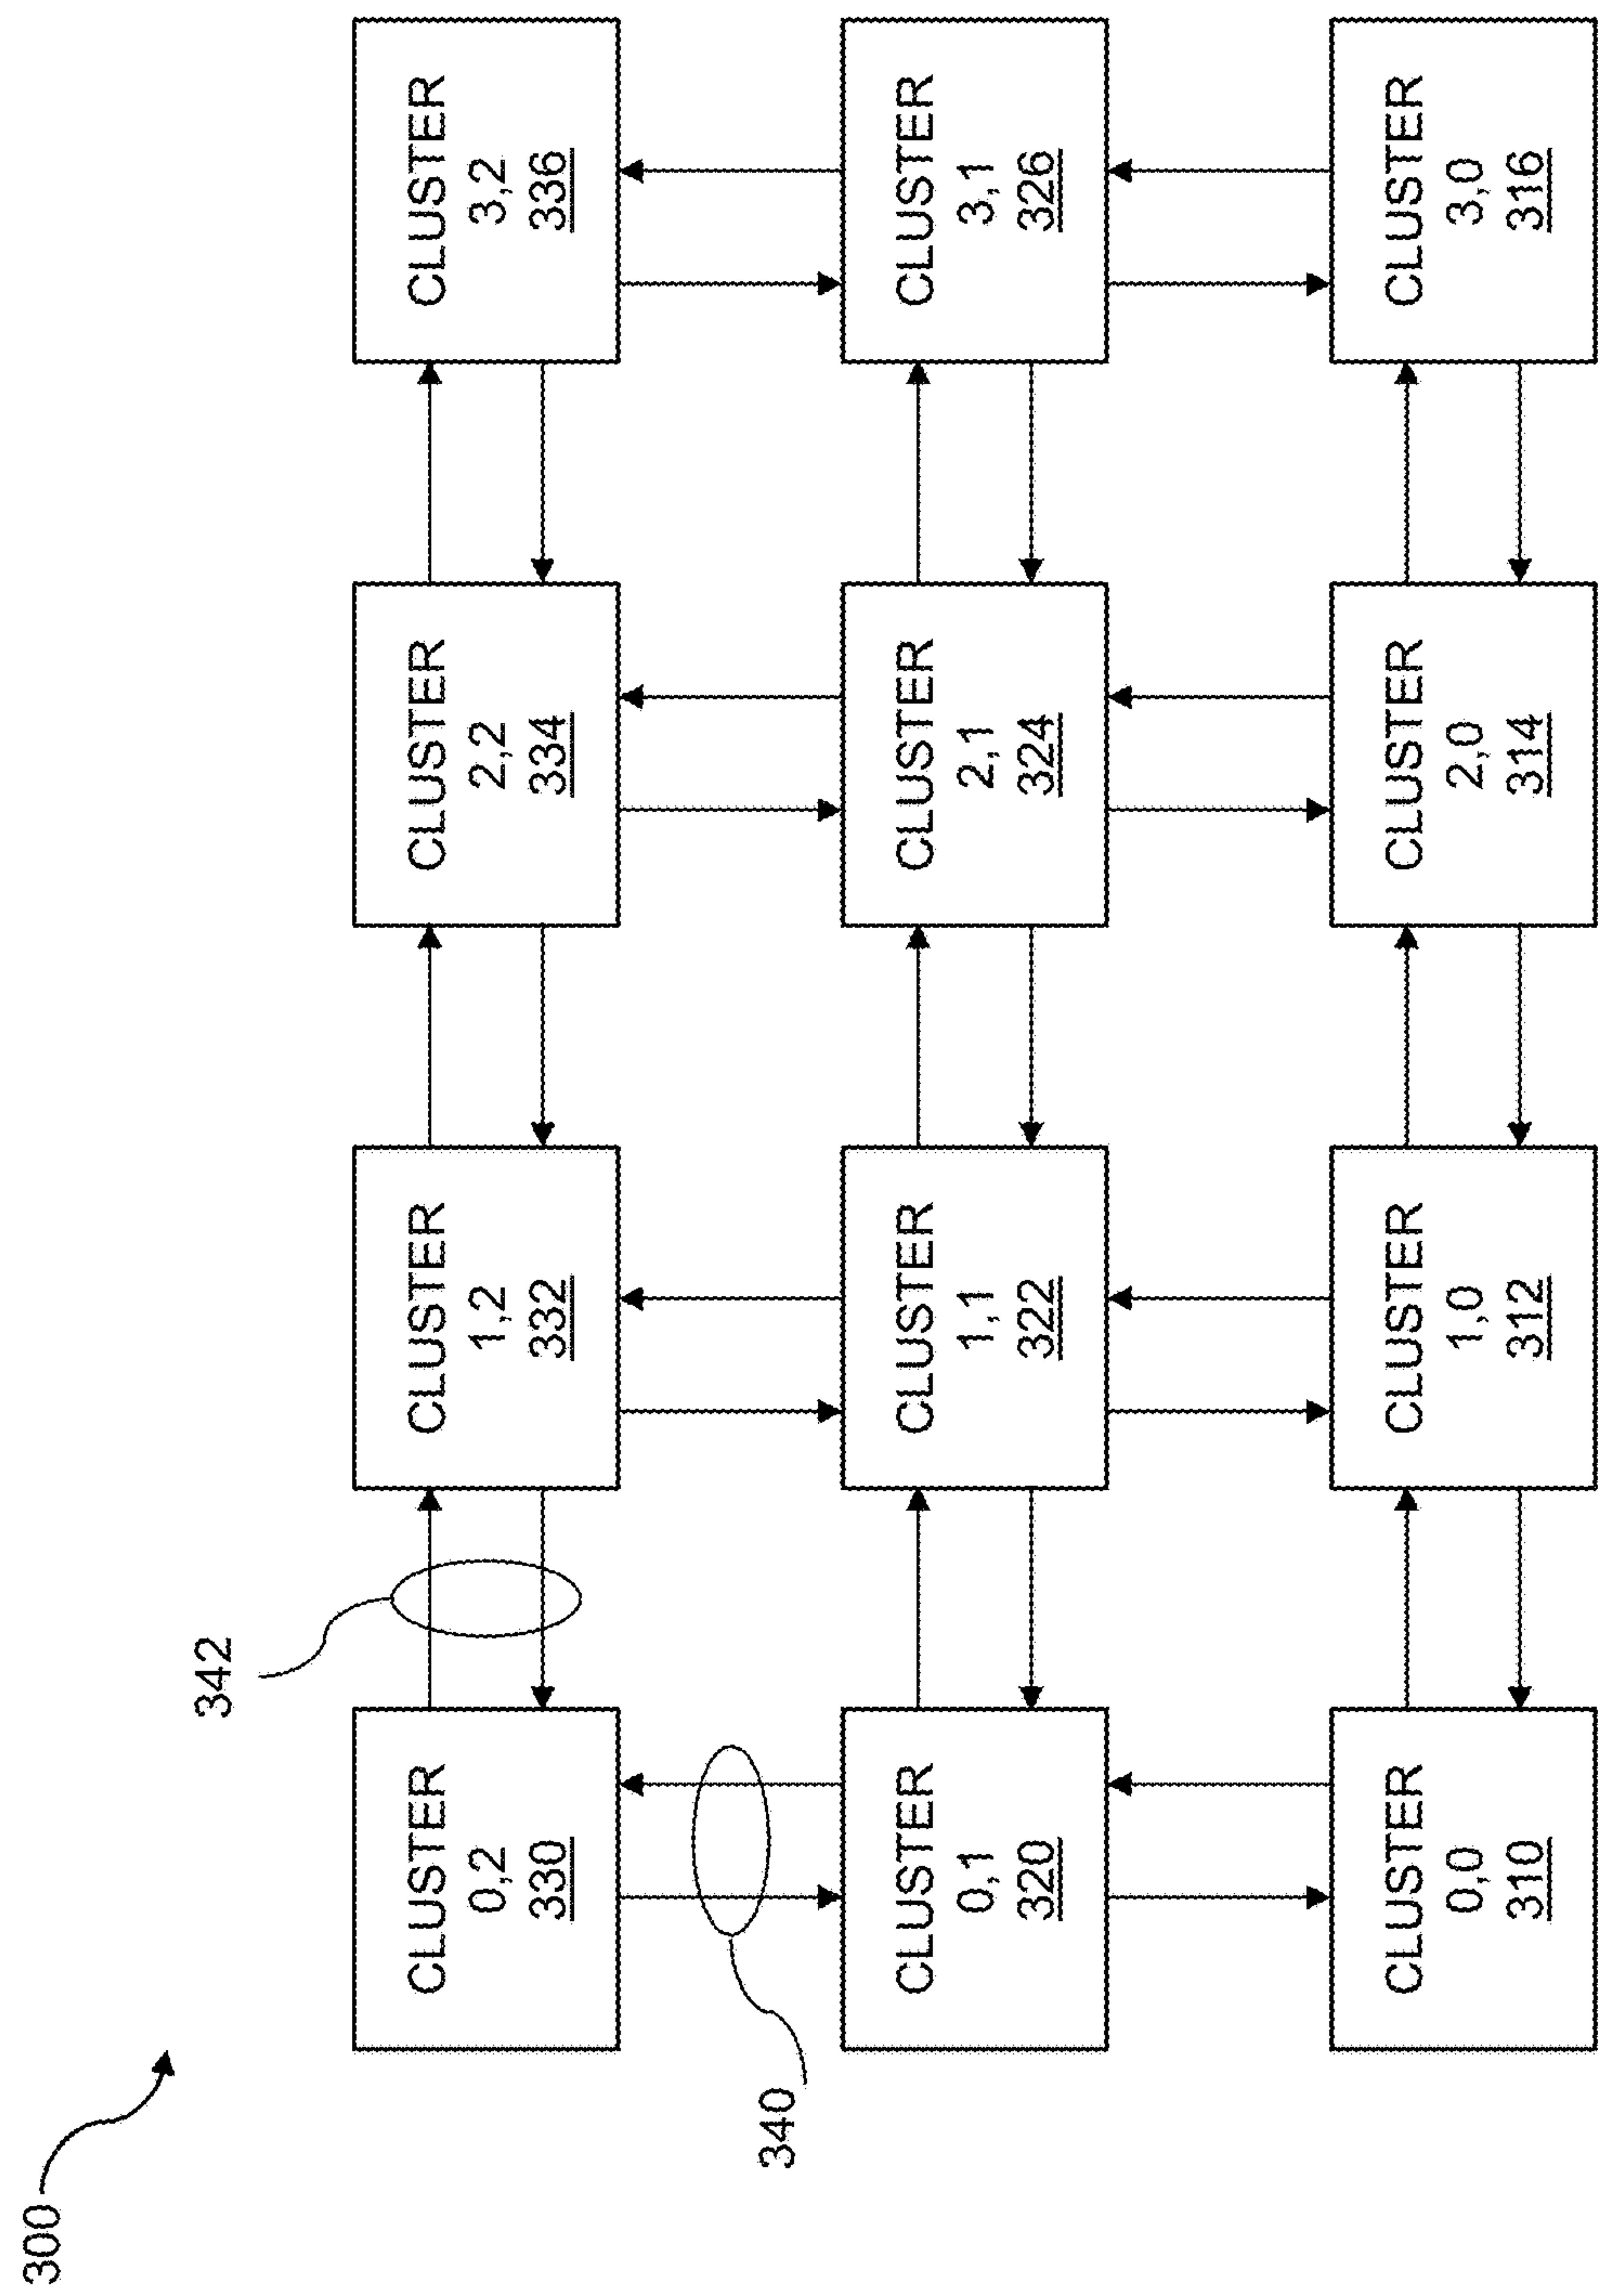 300
342
CLUSTER
0,2
330
CLUSTER
1,2
332
CLUSTER
2,2
334
CLUSTER
3,2
336
340
CLUSTER
0,1
320
CLUSTER
1,1
322
CLUSTER
2,1
324
CLUSTER
3,1
326
CLUSTER
0,0
310
CLUSTER
1,0
312
CLUSTER
2,0
314
CLUSTER
3,0
316